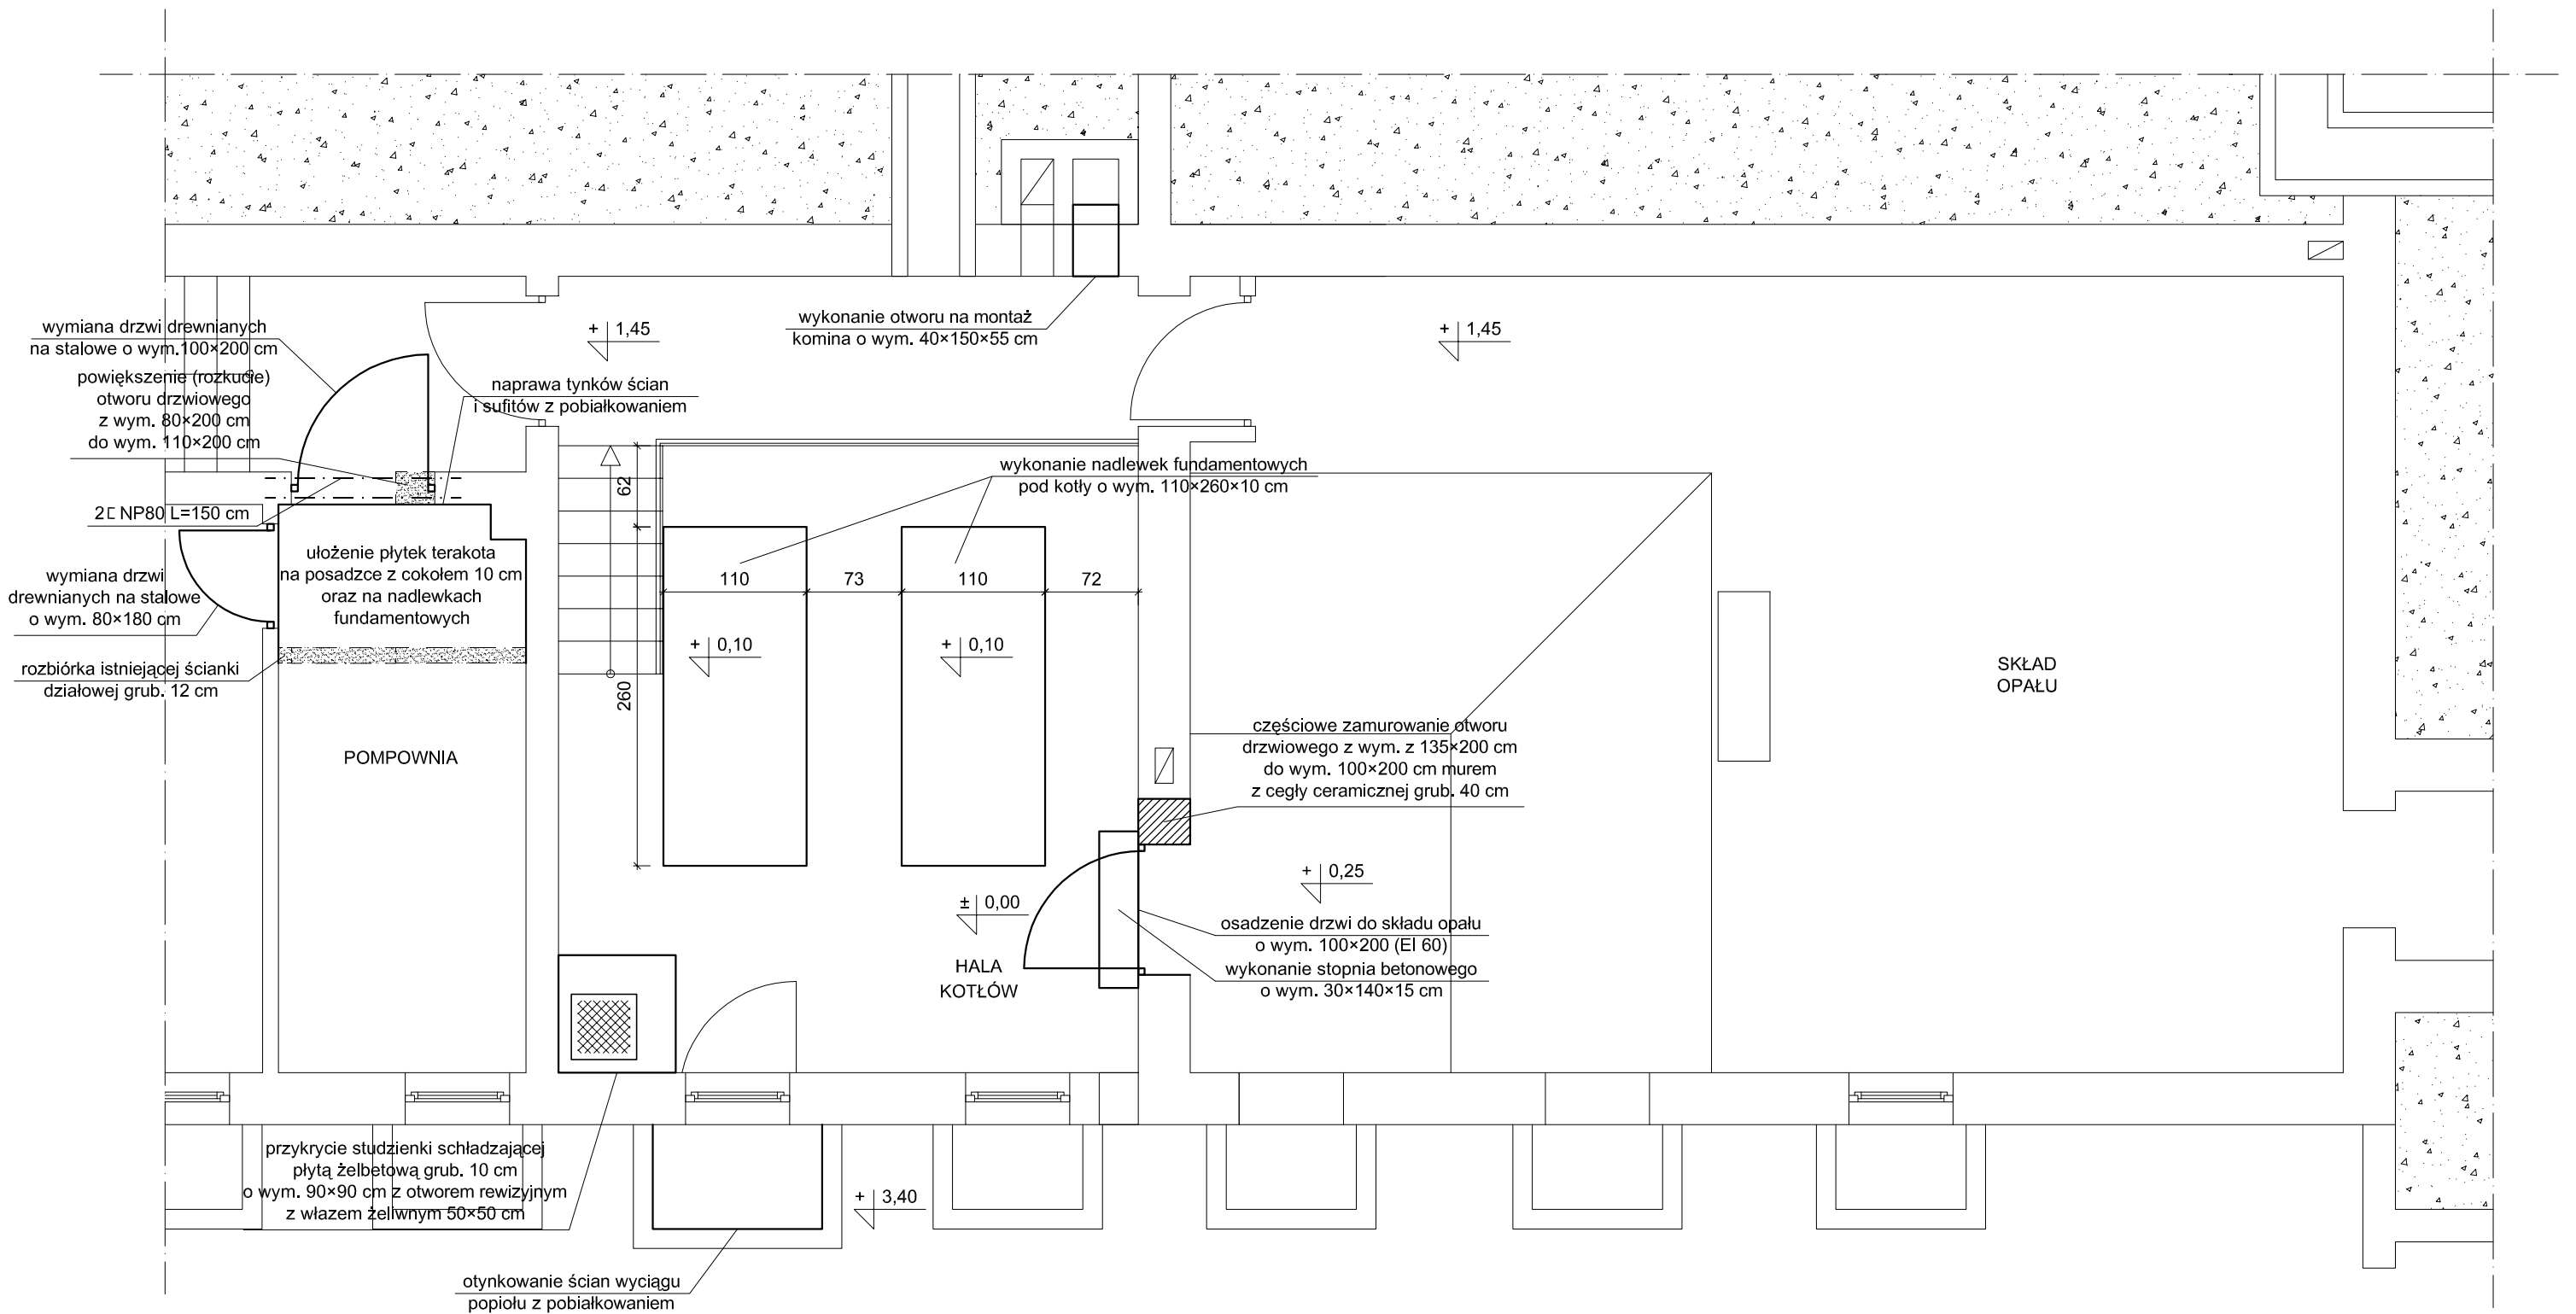 wymiana drzwi drewnianych
na stalowe o wym.100×200 cm
powiększenie (rozkucie)
otworu drzwiowego
z wym. 80×200 cm
do wym. 110×200 cm
naprawa tynków ścian
i sufitów z pobiałkowaniem
+ 1,45
wykonanie otworu na montaż
komina o wym. 40×150×55 cm
+ 1,45
wykonanie nadlewek fundamentowych
pod kotły o wym. 110×260×10 cm
62
2[ NP80 L=150 cm
ułożenie płytek terakota
na posadzce z cokołem 10 cm
oraz na nadlewkach
fundamentowych
wymiana drzwi
drewnianych na stalowe
o wym. 80×180 cm
110
73
110
72
+ 0,10
+ 0,10
260
rozbiórka istniejącej ścianki
działowej grub. 12 cm
SKŁAD
OPAŁU
POMPOWNIA
częściowe zamurowanie otworu
drzwiowego z wym. z 135×200 cm
do wym. 100×200 cm murem
z cegły ceramicznej grub. 40 cm
+ 0,25
± 0,00
osadzenie drzwi do składu opału
o wym. 100×200 (EI 60)
HALA
KOTŁÓW
wykonanie stopnia betonowego
o wym. 30×140×15 cm
przykrycie studzienki schładzającej
płytą żelbetową grub. 10 cm
o wym. 90×90 cm z otworem rewizyjnym
z włazem żeliwnym 50×50 cm
+ 3,40
otynkowanie ścian wyciągu
popiołu z pobiałkowaniem